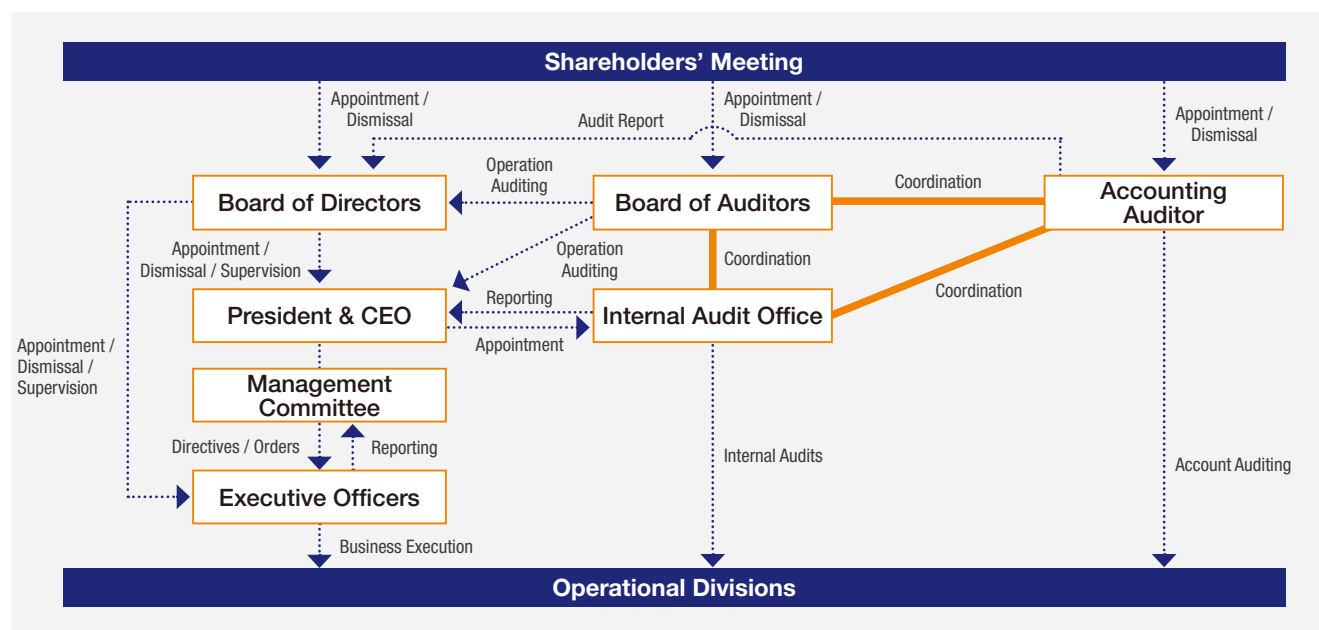 Shareholders’ Meeting
Appointment /
Dismissal
Audit Report
Appointment /
Dismissal
Appointment /
Dismissal
Operation
Auditing
Coordination
Board of Directors
Board of Auditors
Accounting
Auditor
Appointment /
Dismissal / Supervision
Operation
Auditing
Coordination
Coordination
Reporting
President & CEO
Internal Audit Office
Appointment
Appointment /
Dismissal /
Supervision
Management
Committee
Directives / Orders
Reporting
Internal Audits
Account Auditing
Executive Officers
Business Execution
Operational Divisions